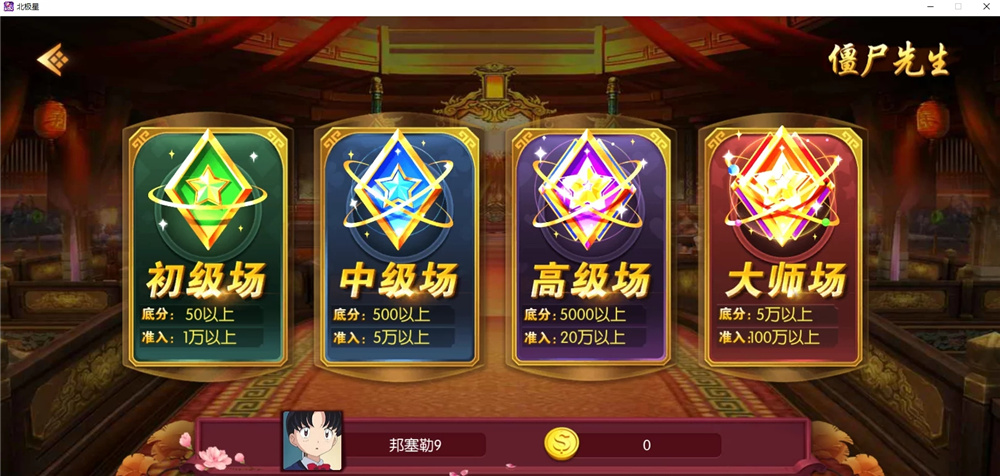 北极星
僵尸先生
初级场
底分： 50以上
准入： 1万以上
中级场
底分： 500以上
准入： 5万以上
高级场
底分：5000以上
准入：20万以上
大师场
底分： 5万以上
准入:100万以上
邦塞勒9
0